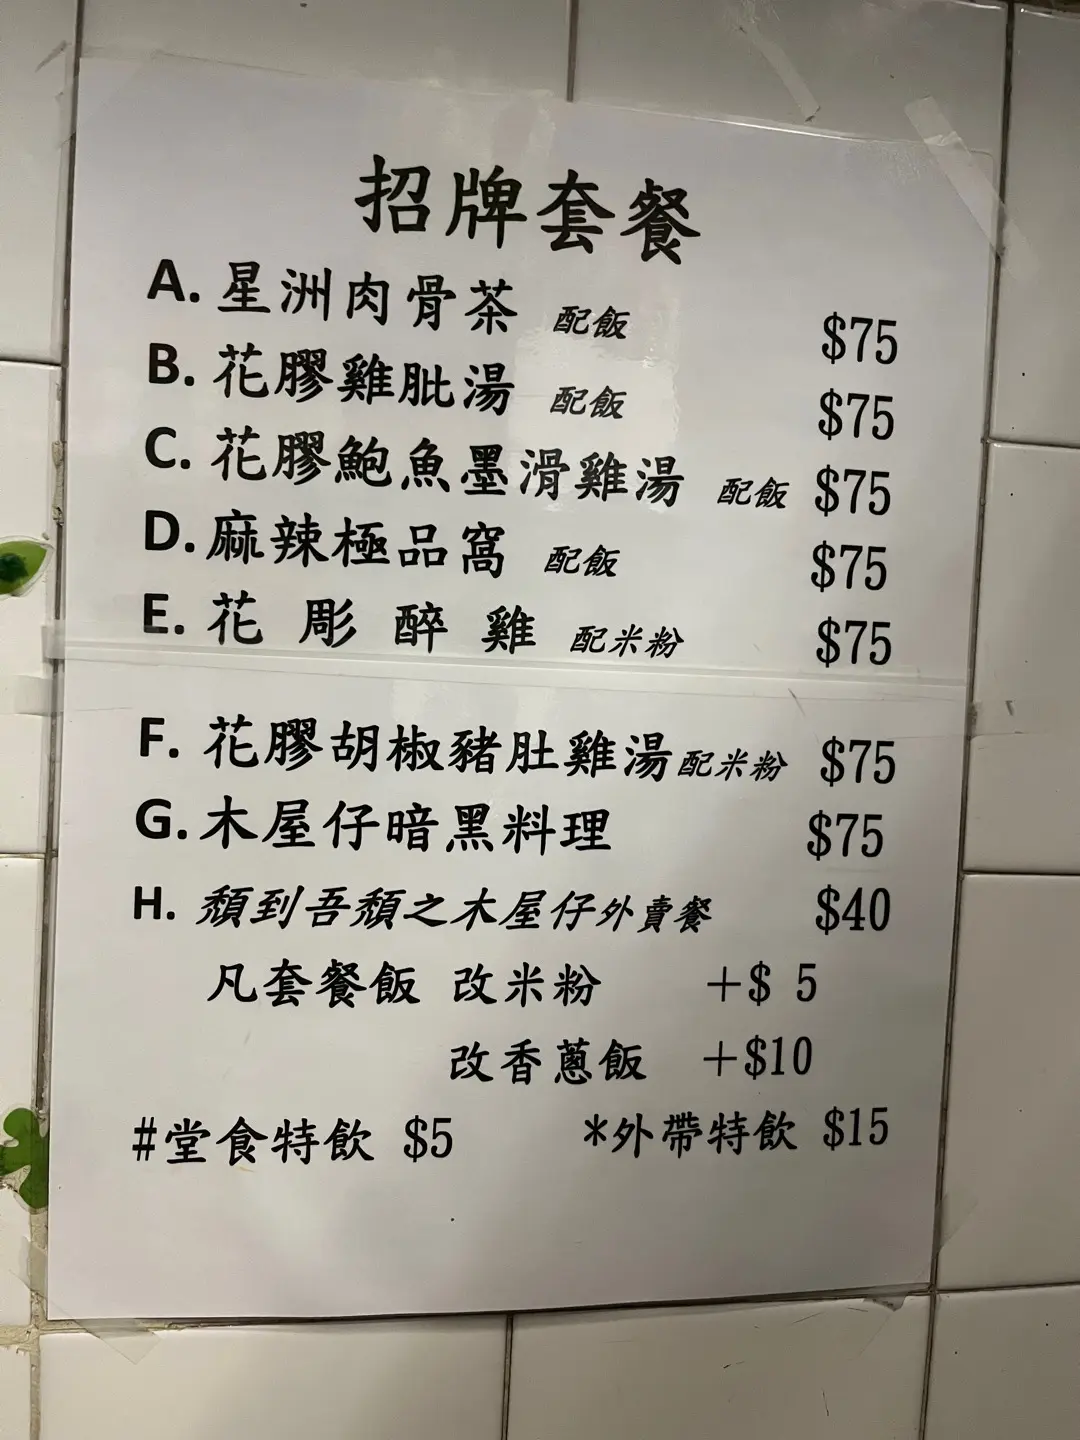 招牌套餐
A. 星洲肉骨茶 配飯 $75
B. 花膠雞肶湯 配飯 $75
C. 花膠鮑魚墨滑雞湯 配飯 $75
D. 麻辣極品窩 配飯 $75
E. 花彫醉雞 配米粉 $75
F. 花膠胡椒豬肚雞湯配米粉 $75
G. 木屋仔暗黑料理 $75
H. 頹到吾頹之木屋仔外賣餐 $40
凡套餐飯 改米粉 +$ 5
改香蔥飯 +$10
#堂食特飲 $5 *外帶特飲 $15